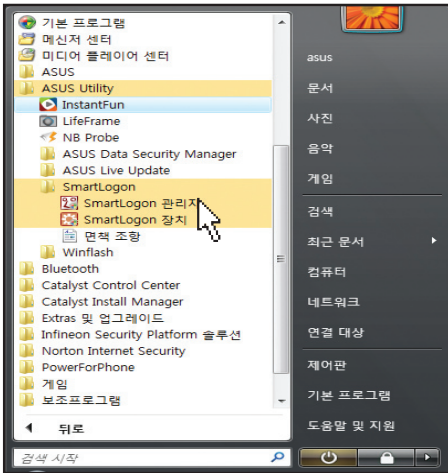 기본 프로그램
메신저 센터
미디어 플레이어 센터
ASUS
ASUS Utility
InstantFun
LifeFrame
NB Probe
ASUS Data Security Manager
ASUS Live Update
SmartLogon
SmartLogon 관리자
SmartLogon 장치
면책 조항
Winflash
Bluetooth
Catalyst Control Center
Catalyst Install Manager
Extras 및 업그레이드
Infineon Security Platform 솔루션
Norton Internet Security
PowerForPhone
게임
보조프로그램
뒤로
검색 시작
asus
문서
사진
음악
게임
검색
최근 문서
컴퓨터
네트워크
연결 대상
제어판
기본 프로그램
도움말 및 지원